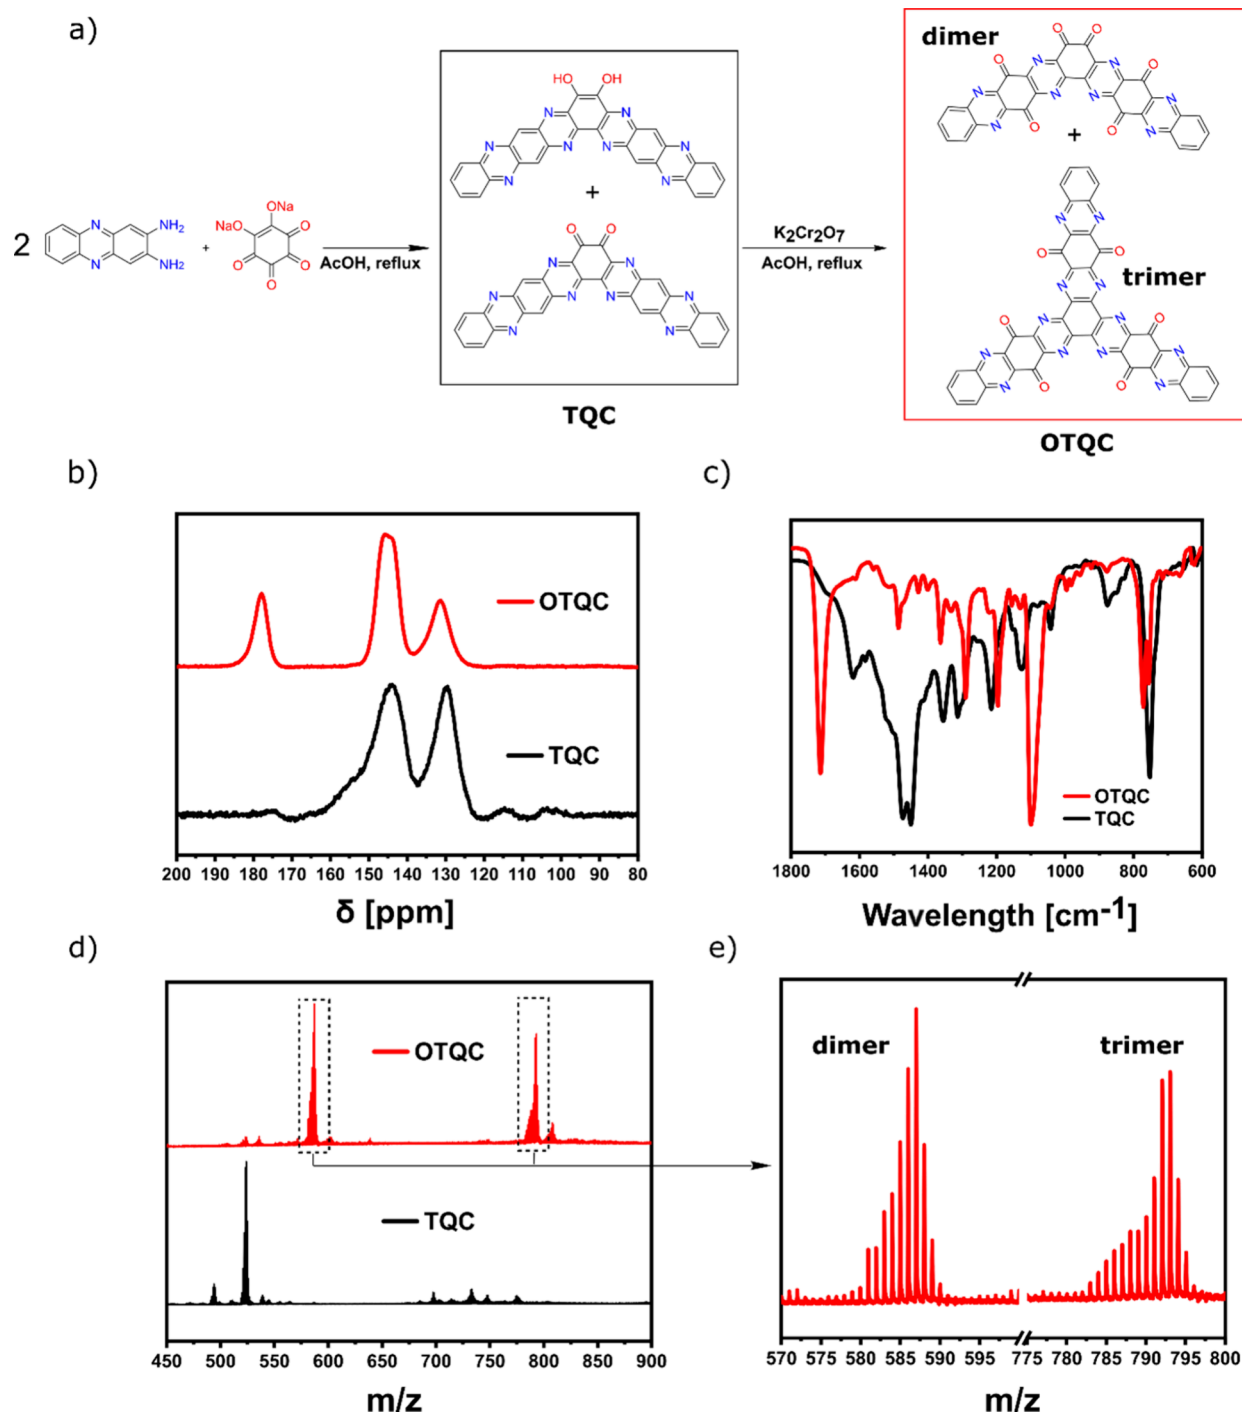 a)
2
N
N
NH2
NH2
+
ONa
NaO
O
O
O
O
AcOH, reflux
HO
OH
N
N
N
N
N
N
N
N
+
O
O
N
N
N
N
N
N
N
N
TQC
K2Cr2O7
AcOH, reflux
dimer
O
O
O
O
O
O
N
N
N
N
N
N
N
N
+
trimer
N
N
O
O
N
N
O
N
N
O
N
N
N
N
N
N
O
O
N
N
OTQC
b)
OTQC
TQC
200 190 180 170 160 150 140 130 120 110 100 90 80
δ [ppm]
c)
OTQC
TQC
1800 1600 1400 1200 1000 800 600
Wavelength [cm-1]
d)
OTQC
TQC
450 500 550 600 650 700 750 800 850 900
m/z
e)
dimer
trimer
570 575 580 585 590 595 775 780 785 790 795 800
m/z